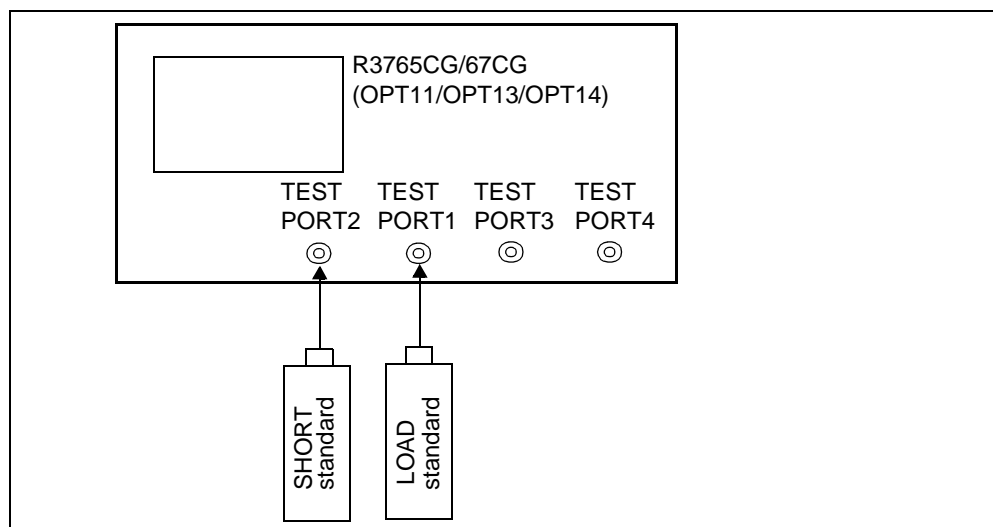 R3765CG/67CG
(OPT11/OPT13/OPT14)
TEST TEST TEST TEST
PORT2 PORT1 PORT3 PORT4
SHORT
standard
LOAD
standard